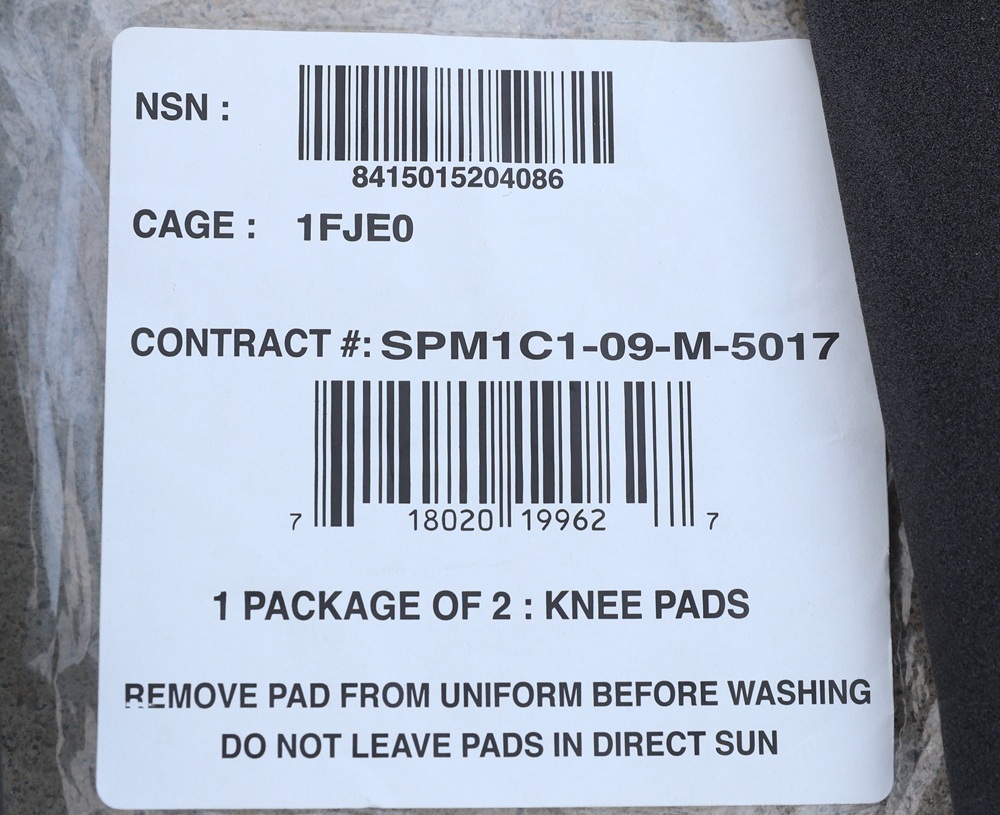 NSN :
8415015204086
CAGE : 1FJE0
CONTRACT #: SPM1C1-09-M-5017
7 18020 19962 7
1 PACKAGE OF 2 : KNEE PADS
REMOVE PAD FROM UNIFORM BEFORE WASHING
DO NOT LEAVE PADS IN DIRECT SUN